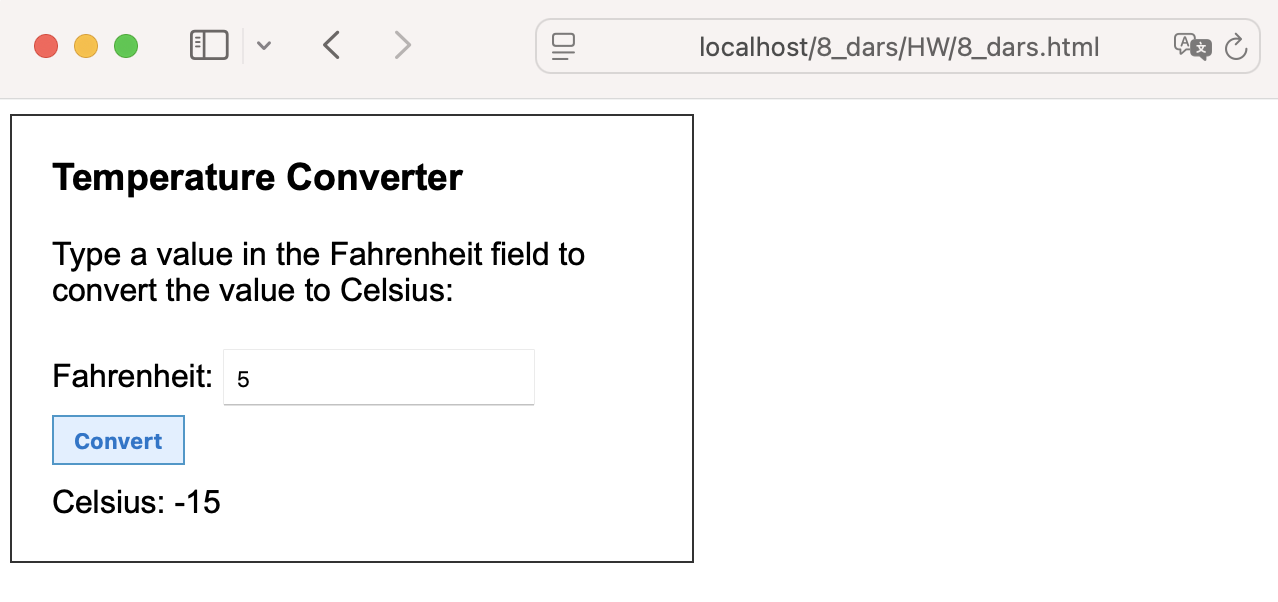 localhost/8_dars/HW/8_dars.html
Temperature Converter
Type a value in the Fahrenheit field to
convert the value to Celsius:
Fahrenheit: 5
Convert
Celsius: -15